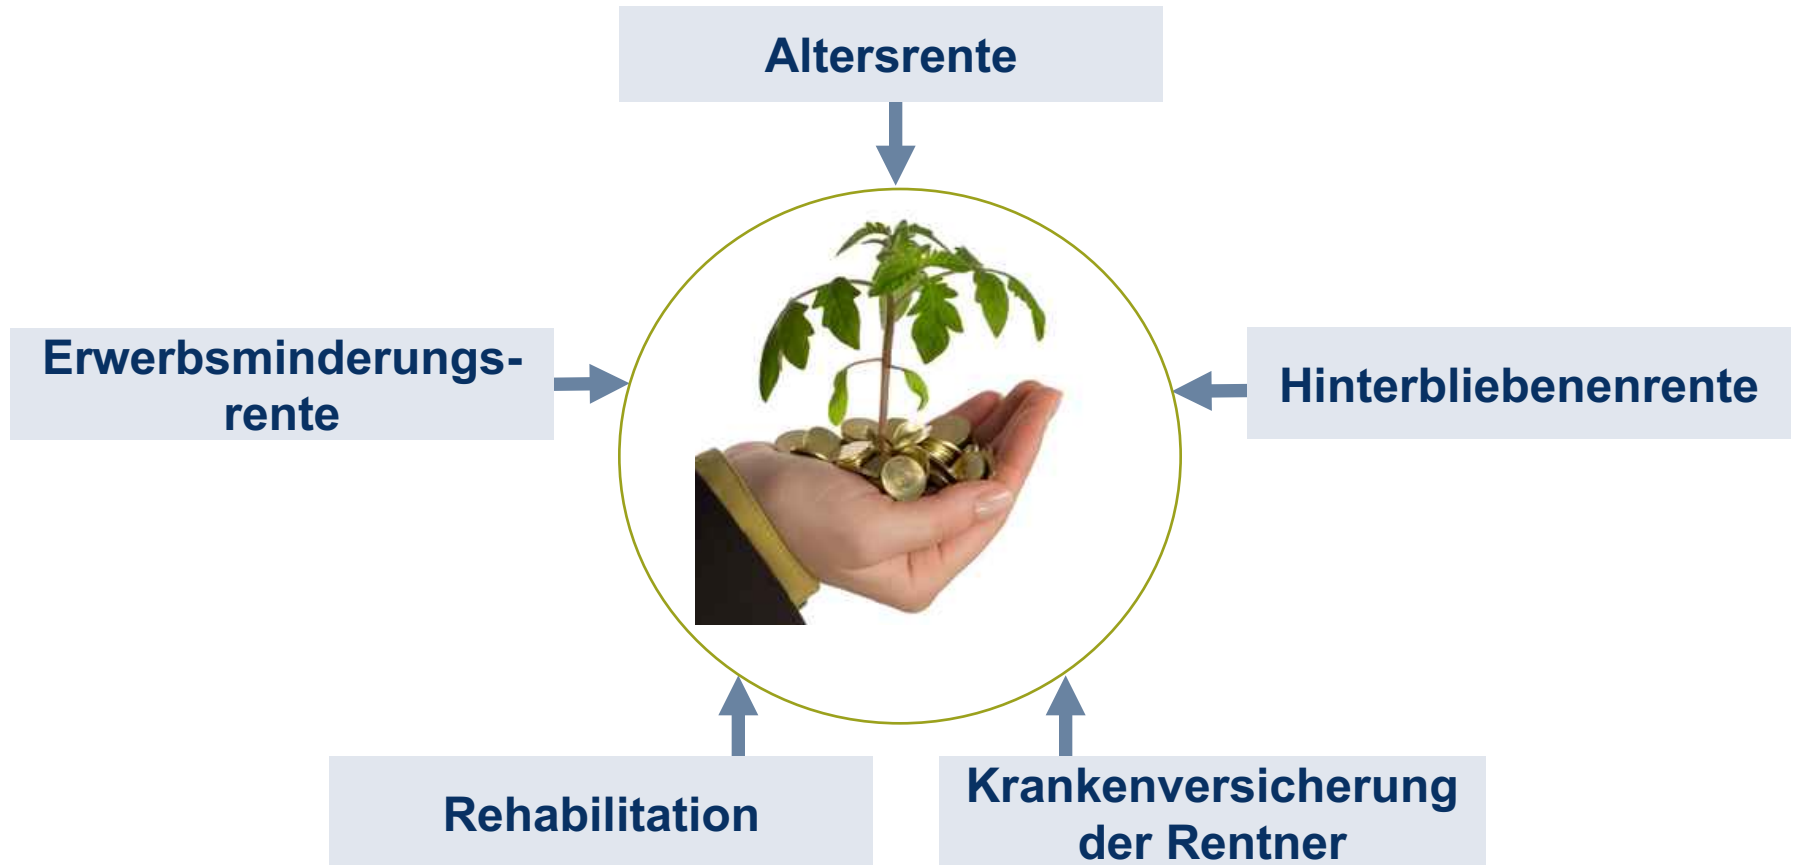 Altersrente
Erwerbsminderungs-
rente
Hinterbliebenenrente
Rehabilitation
Krankenversicherung
der Rentner